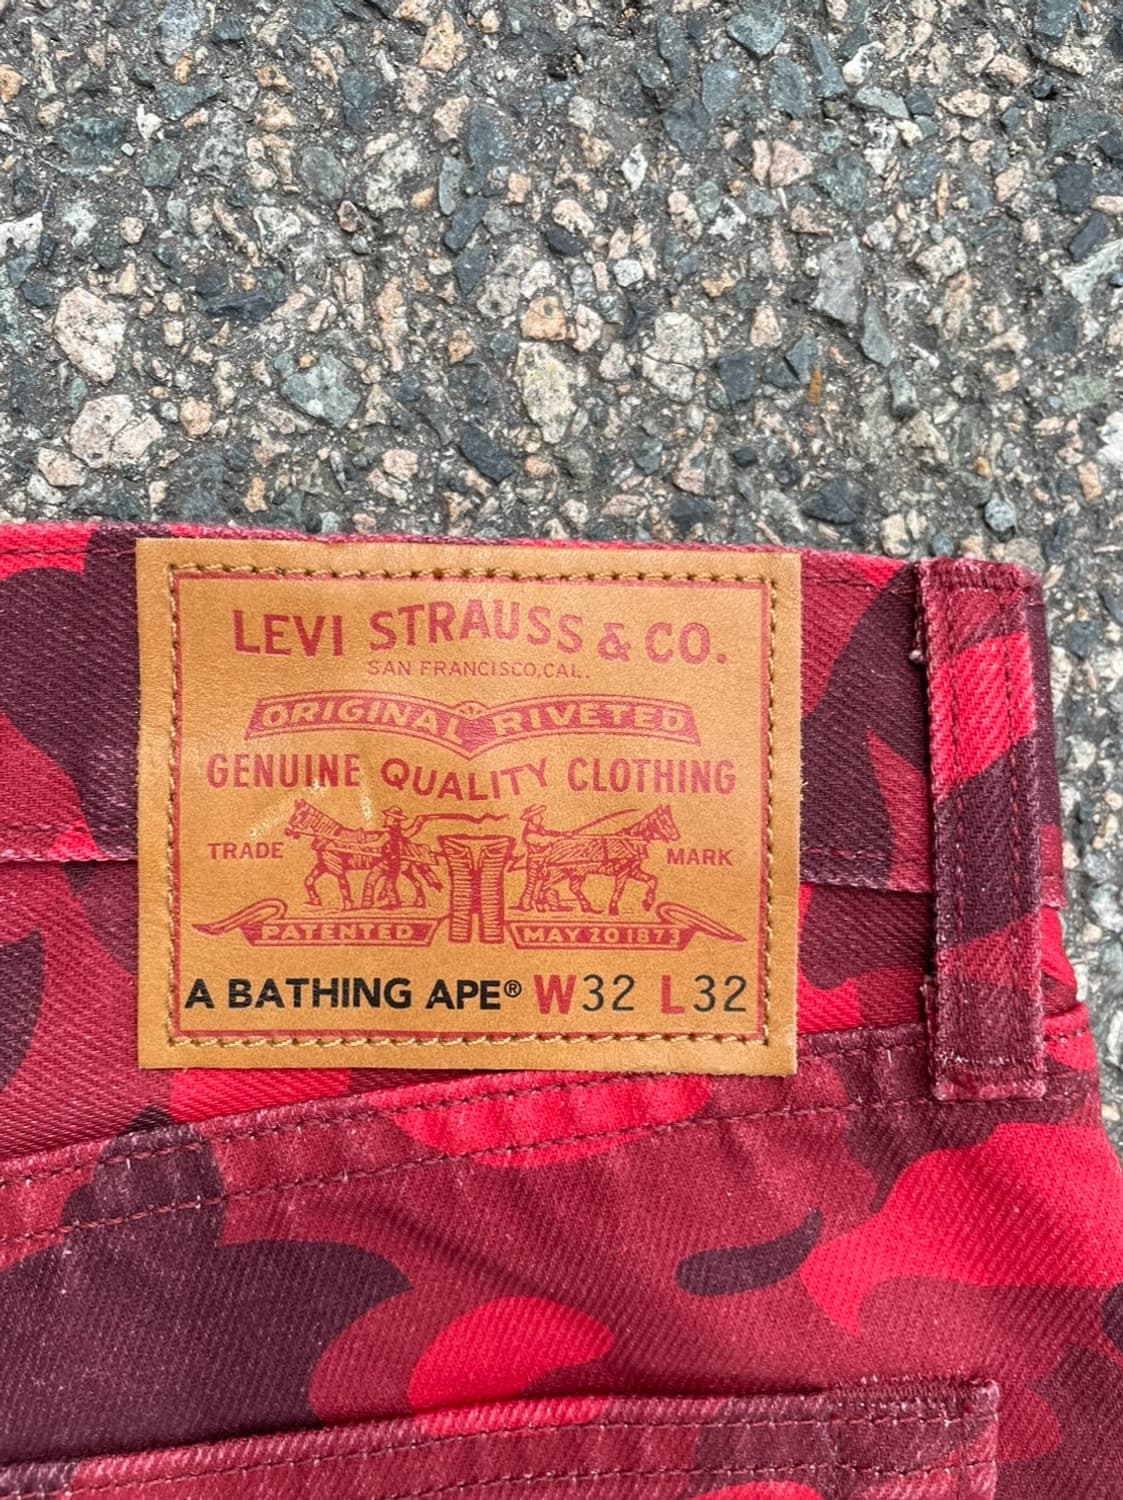 LEVI STRAUSS & CO.
SAN FRANCISCO, CAL.
ORIGINAL RIVETED
GENUINE QUALITY CLOTHING
TRADE MARK
PATENTED MAY 20 1873
A BATHING APE® W32 L32